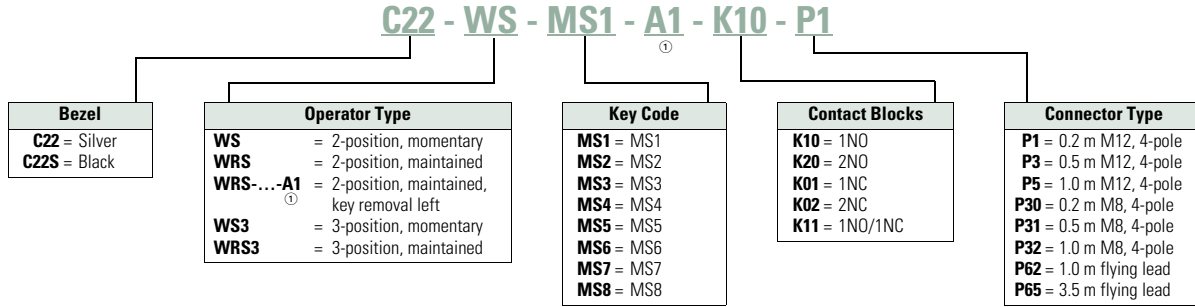 C22 - WS - MS1 - A1 - K10 - P1
①
Bezel
C22 = Silver
C22S = Black
Operator Type
WS = 2-position, momentary
WRS = 2-position, maintained
WRS-...-A1 = 2-position, maintained,
① key removal left
WS3 = 3-position, momentary
WRS3 = 3-position, maintained
Key Code
MS1 = MS1
MS2 = MS2
MS3 = MS3
MS4 = MS4
MS5 = MS5
MS6 = MS6
MS7 = MS7
MS8 = MS8
Contact Blocks
K10 = 1NO
K20 = 2NO
K01 = 1NC
K02 = 2NC
K11 = 1NO/1NC
Connector Type
P1 = 0.2 m M12, 4-pole
P3 = 0.5 m M12, 4-pole
P5 = 1.0 m M12, 4-pole
P30 = 0.2 m M8, 4-pole
P31 = 0.5 m M8, 4-pole
P32 = 1.0 m M8, 4-pole
P62 = 1.0 m flying lead
P65 = 3.5 m flying lead